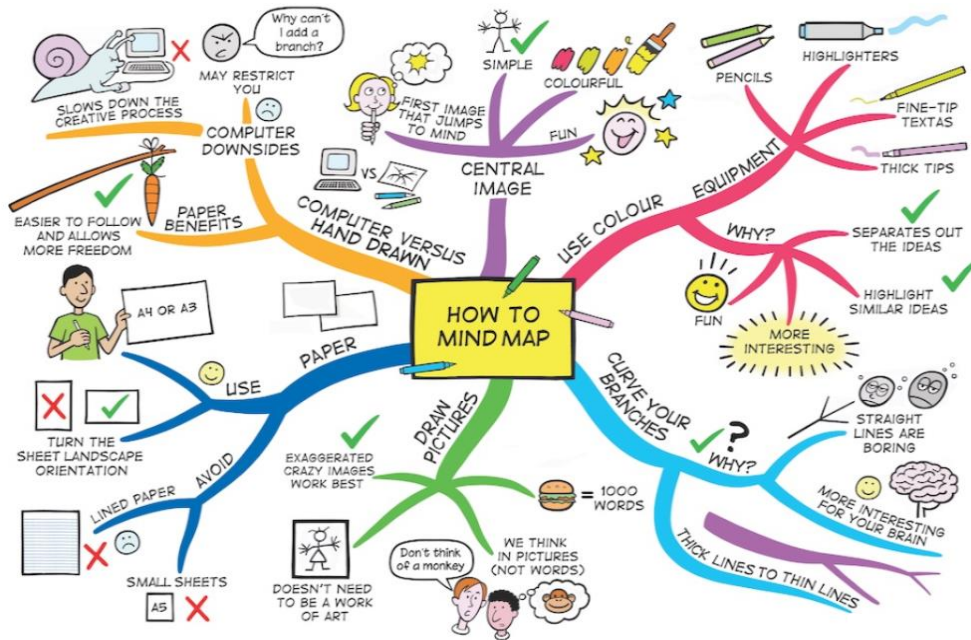 HOW TO
MIND MAP
CENTRAL
IMAGE
FIRST IMAGE
THAT JUMPS
TO MIND
SIMPLE
COLOURFUL
FUN
USE COLOUR
EQUIPMENT
PENCILS
HIGHLIGHTERS
FINE-TIP
TEXTAS
THICK TIPS
WHY?
SEPARATES OUT
THE IDEAS
HIGHLIGHT
SIMILAR IDEAS
MORE
INTERESTING
FUN
CURVE YOUR
BRANCHES
?
WHY?
STRAIGHT
LINES ARE
BORING
MORE INTERESTING
FOR YOUR BRAIN
THICK LINES TO THIN LINES
DRAW
PICTURES
= 1000
WORDS
WE THINK
IN PICTURES
(NOT WORDS)
Don't think
of a monkey
DOESN'T NEED
TO BE A WORK
OF ART
EXAGGERATED
CRAZY IMAGES
WORK BEST
PAPER
USE
A4 OR A3
TURN THE
SHEET LANDSCAPE
ORIENTATION
AVOID
LINED PAPER
SMALL SHEETS
A5
COMPUTER VERSUS
HAND DRAWN
VS.
PAPER
BENEFITS
EASIER TO FOLLOW
AND ALLOWS
MORE FREEDOM
COMPUTER
DOWNSIDES
SLOWS DOWN THE
CREATIVE PROCESS
MAY RESTRICT
YOU
Why can't
I add a
branch?